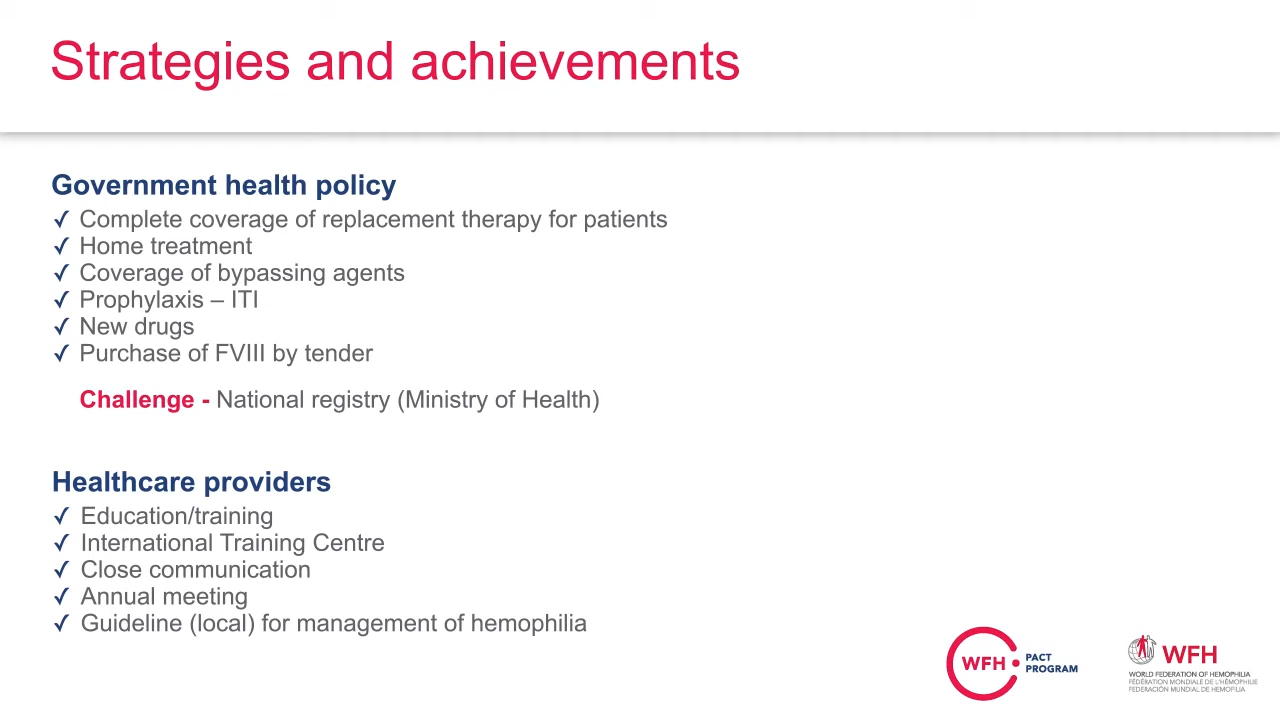 Strategies and achievements
Government health policy
✓ Complete coverage of replacement therapy for patients
✓ Home treatment
✓ Coverage of bypassing agents
✓ Prophylaxis – ITI
✓ New drugs
✓ Purchase of FVIII by tender
Challenge - National registry (Ministry of Health)
Healthcare providers
✓ Education/training
✓ International Training Centre
✓ Close communication
✓ Annual meeting
✓ Guideline (local) for management of hemophilia
WFH PACT
PROGRAM
WFH
WORLD FEDERATION OF HEMOPHILIA
FÉDÉRATION MONDIALE DE L'HÉMOPHILIE
FEDERACIÓN MUNDIAL DE HEMOFILIA